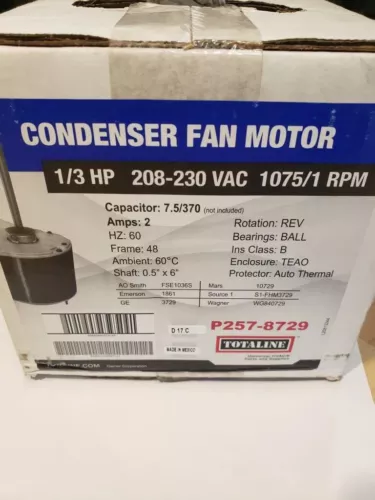 CONDENSER FAN MOTOR
1/3 HP 208-230 VAC 1075/1 RPM
Capacitor: 7.5/370 (not included)
Amps: 2 Rotation: REV
HZ: 60 Bearings: BALL
Frame: 48 Ins Class: B
Ambient: 60°C Enclosure: TEAO
Shaft: 0.5" x 6" Protector: Auto Thermal
AO Smith FSE1036S Mars 10729
Emerson 1861 Source 1 S1-FHM3729
GE 3729 Wagner WG840729
D 17 C P257-8729
MADE IN MEXICO TOTALINE